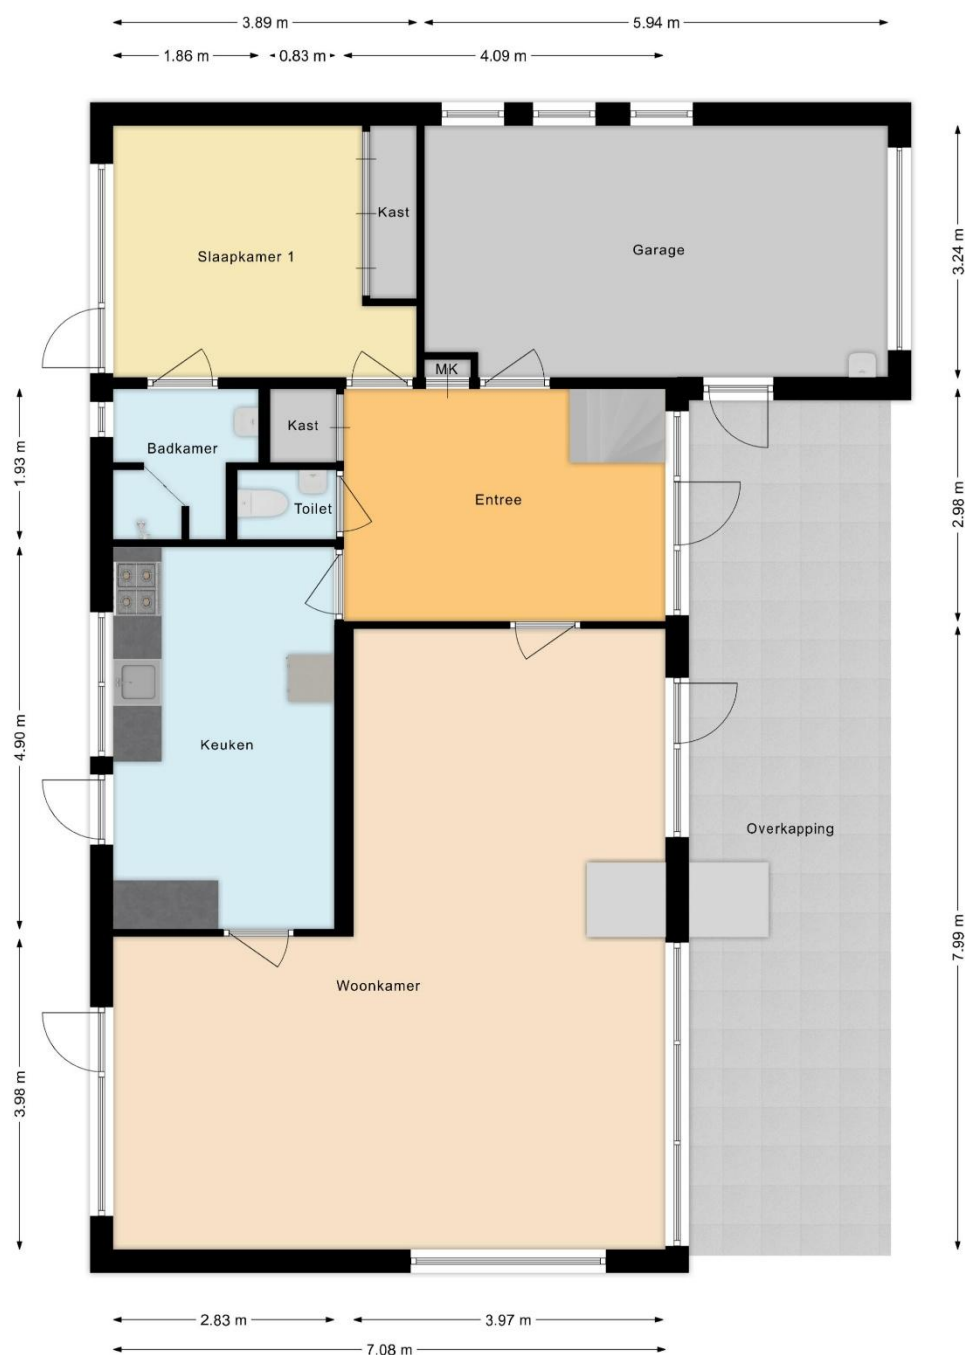 3.89 m
5.94 m
1.86 m
0.83 m
4.09 m
Slaapkamer 1
Kast
Garage
3.24 m
MK
1.93 m
Badkamer
Kast
Toilet
Entree
2.98 m
4.90 m
Keuken
Overkapping
7.99 m
Woonkamer
3.98 m
2.83 m
3.97 m
7.08 m